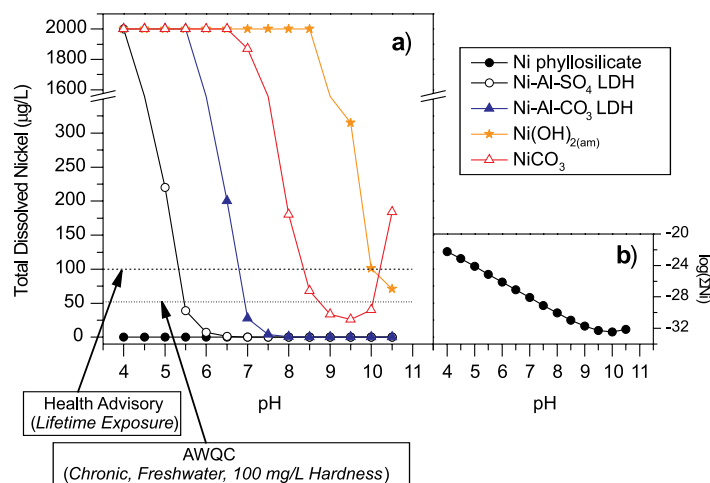 2000
1800
1600
300
250
200
150
100
50
0
Total Dissolved Nickel (µg/L)
a)
4 5 6 7 8 9 10 11
pH
Ni phyllosilicate
Ni-Al-SO₄ LDH
Ni-Al-CO₃ LDH
Ni(OH)₂(am)
NiCO₃
b)
-20
-24
-28
-32
log(ΣNi)
4 5 6 7 8 9 10 11
pH
Health Advisory
(Lifetime Exposure)
AWQC
(Chronic, Freshwater, 100 mg/L Hardness)